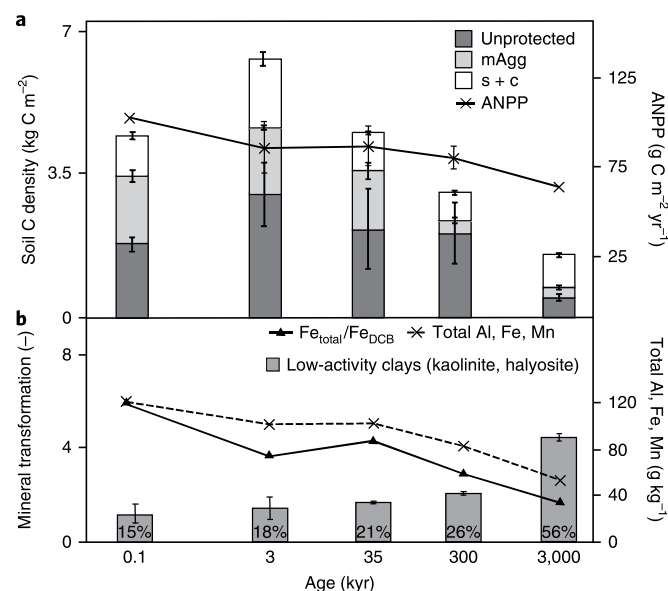 a
7
3.5
0
Soil C density (kg C m⁻²)
Unprotected
mAgg
s + c
ANPP
125
75
25
ANPP (g C m⁻² yr⁻¹)
b
8
4
0
Mineral transformation (–)
Fetotal/FeDCB
Total Al, Fe, Mn
Low-activity clays (kaolinite, halyosite)
120
80
40
0
Total Al, Fe, Mn (g kg⁻¹)
15%
18%
21%
26%
56%
0.1
3
35
300
3,000
Age (kyr)